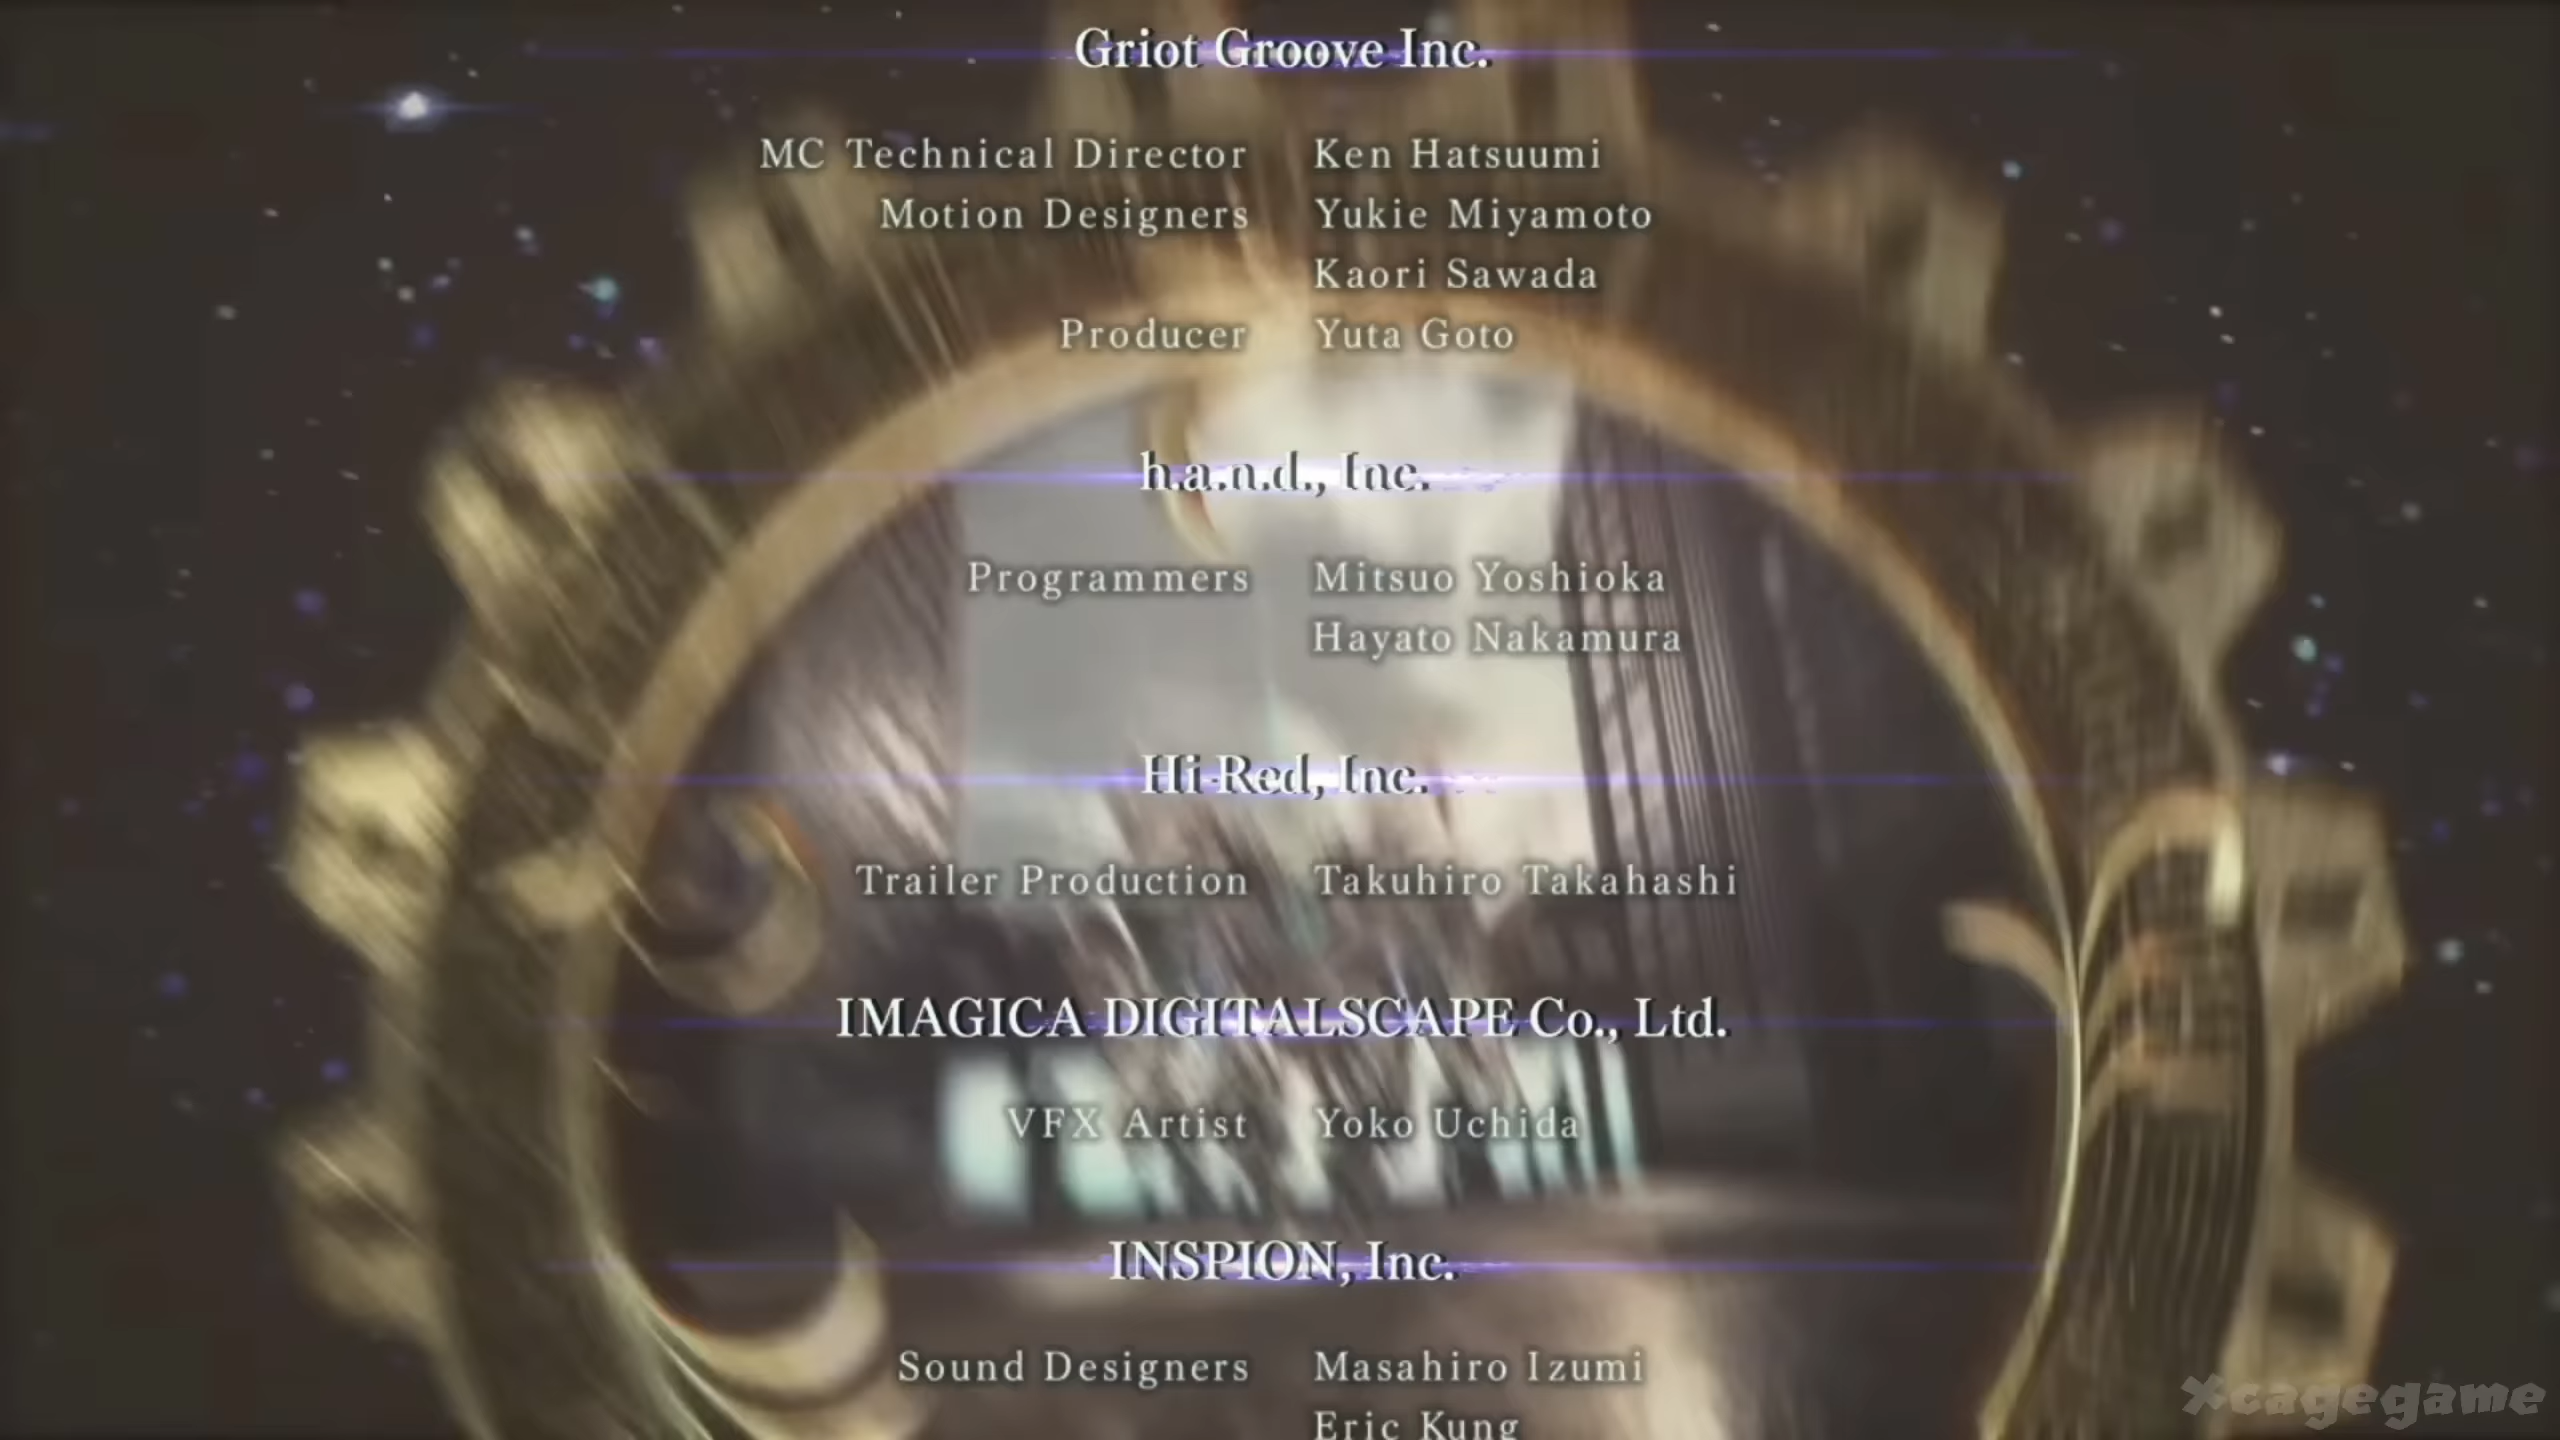 Griot Groove Inc.
MC Technical Director Ken Hatsuumi
Motion Designers Yukie Miyamoto
Kaori Sawada
Producer Yuta Goto
h.a.n.d., Inc.
Programmers Mitsuo Yoshioka
Hayato Nakamura
Hi-Red, Inc.
Trailer Production Takuhiro Takahashi
IMAGICA DIGITALSCAPE Co., Ltd.
VFX Artist Yoko Uchida
INSPION, Inc.
Sound Designers Masahiro Izumi
Eric Kung
Xcagegame